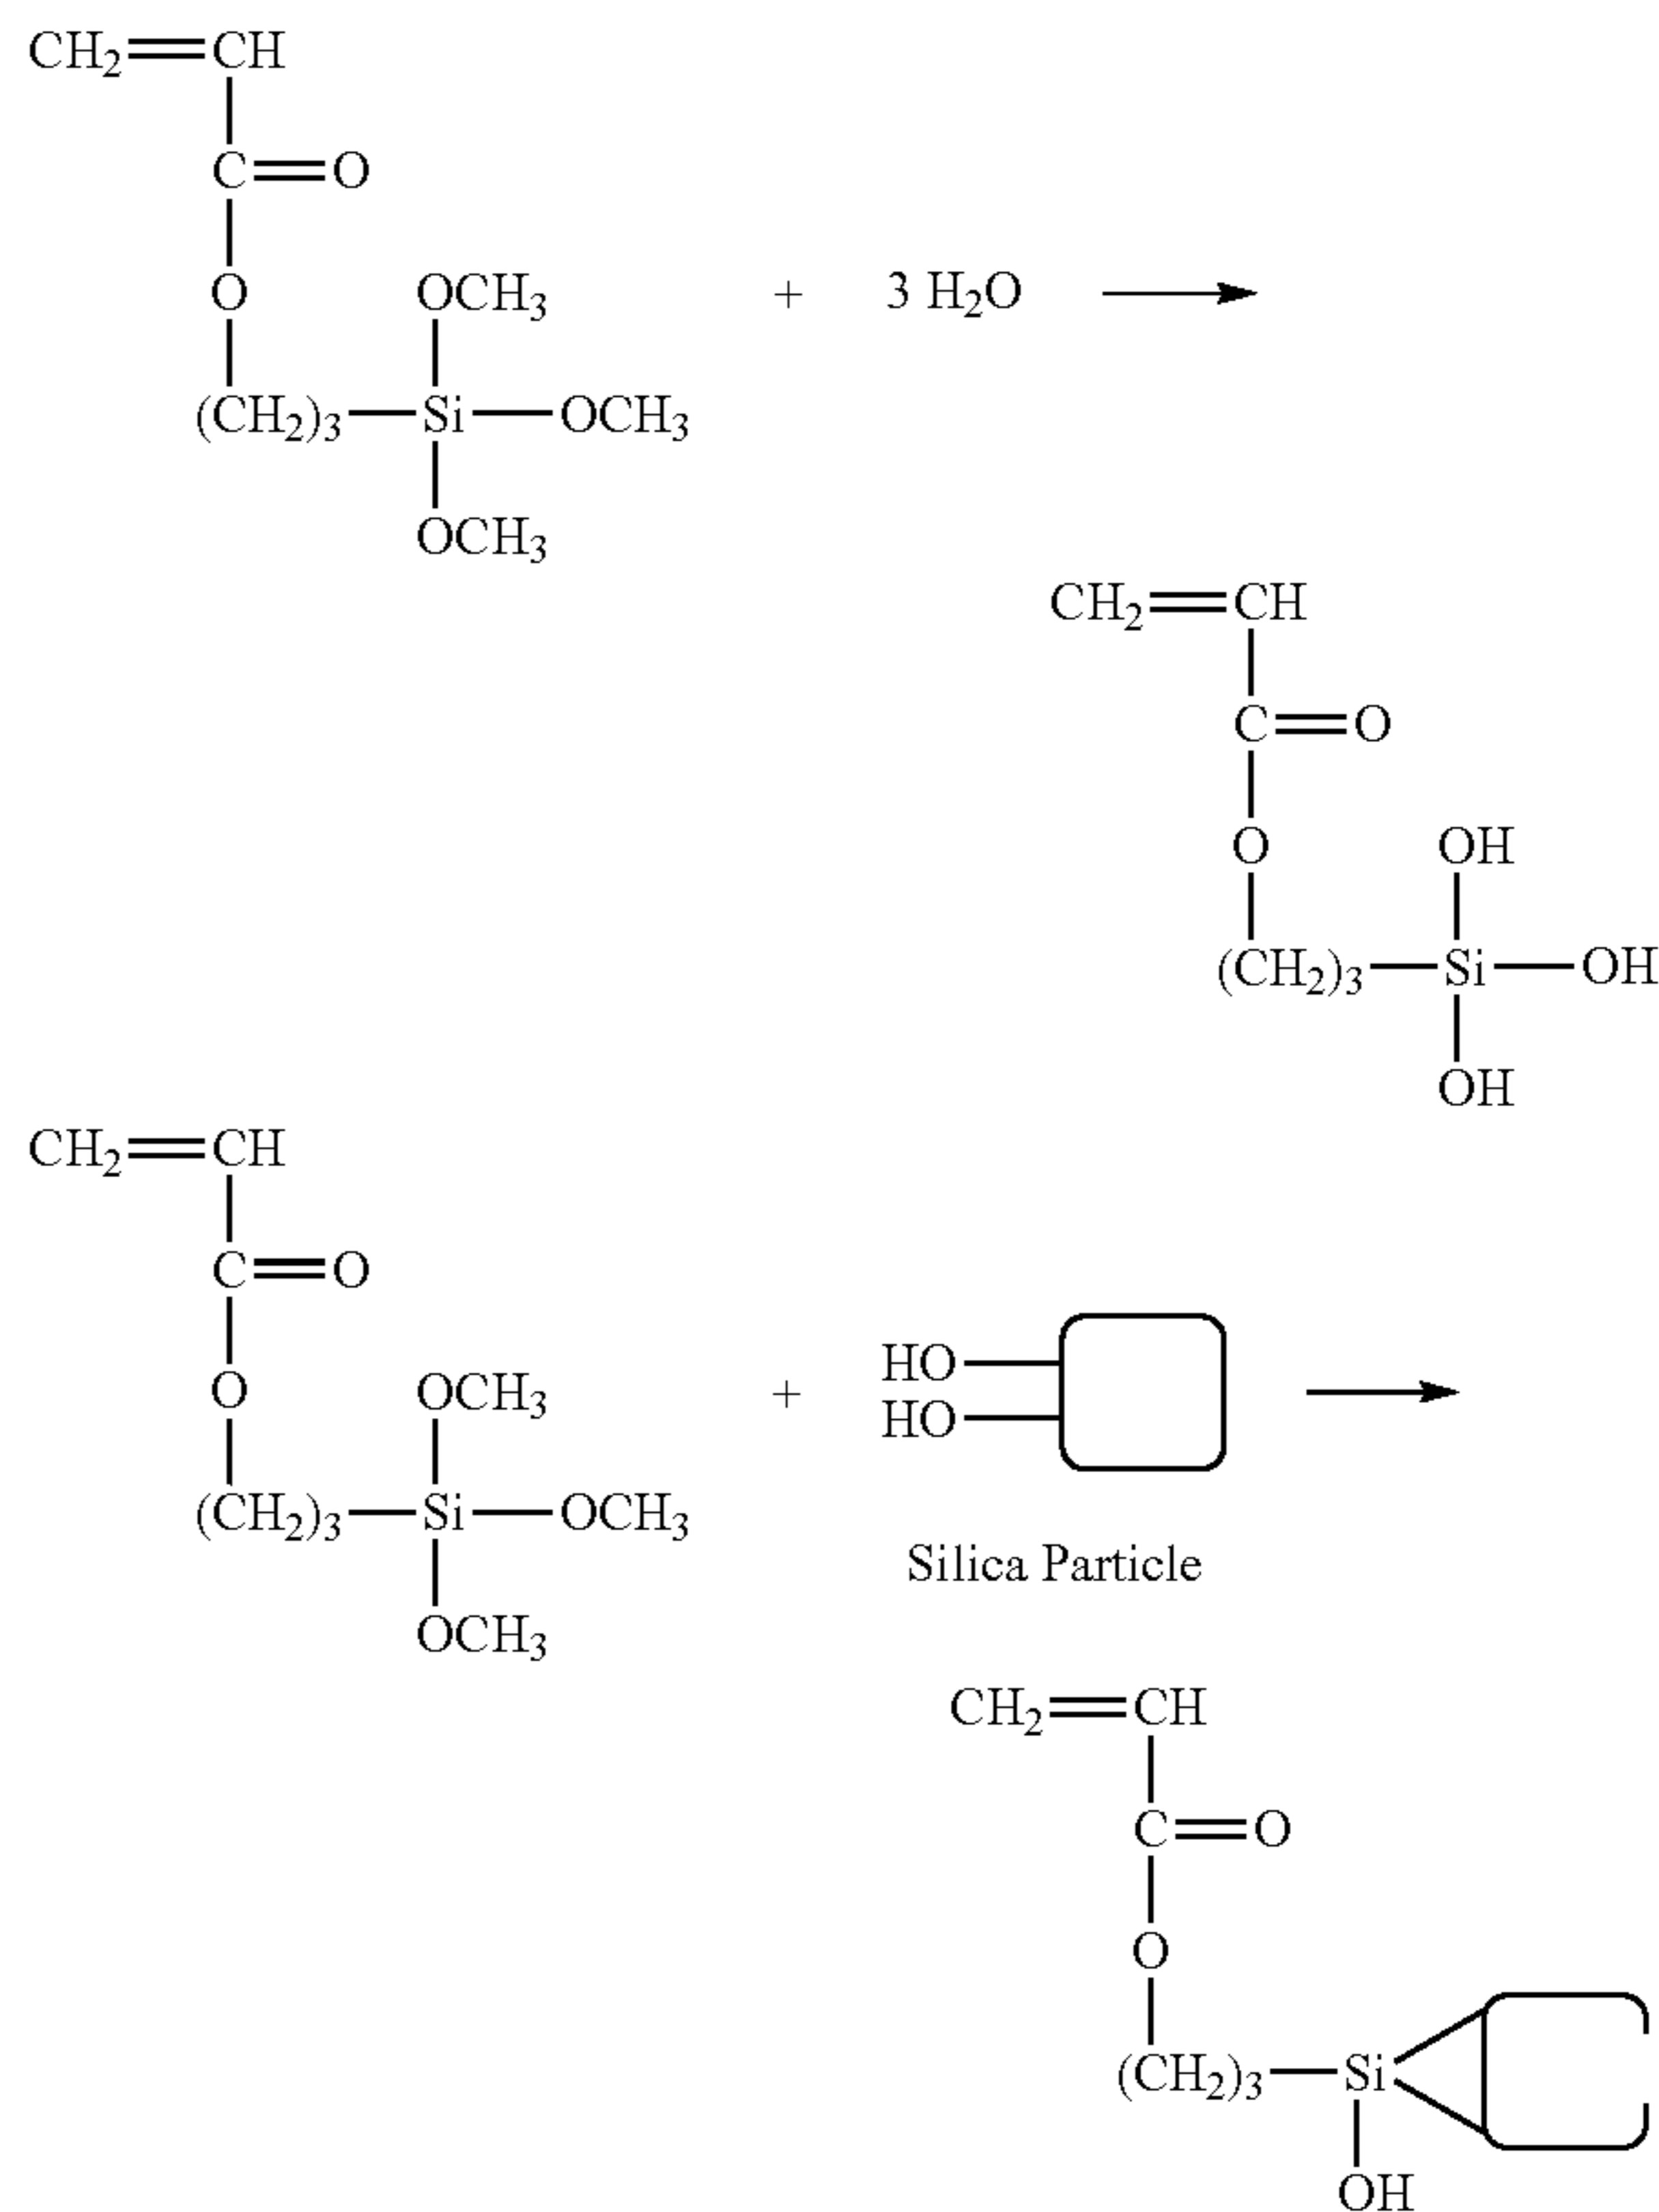 CH₂=CH
C=O
O OCH₃ + 3 H₂O
(CH₂)₃—Si—OCH₃
OCH₃
CH₂=CH
C=O
O OH
(CH₂)₃—Si—OH
OH
CH₂=CH
C=O
HO
O OCH₃ +
HO
(CH₂)₃—Si—OCH₃
Silica Particle
OCH₃
CH₂=CH
C=O
O
(CH₂)₃—Si
OH